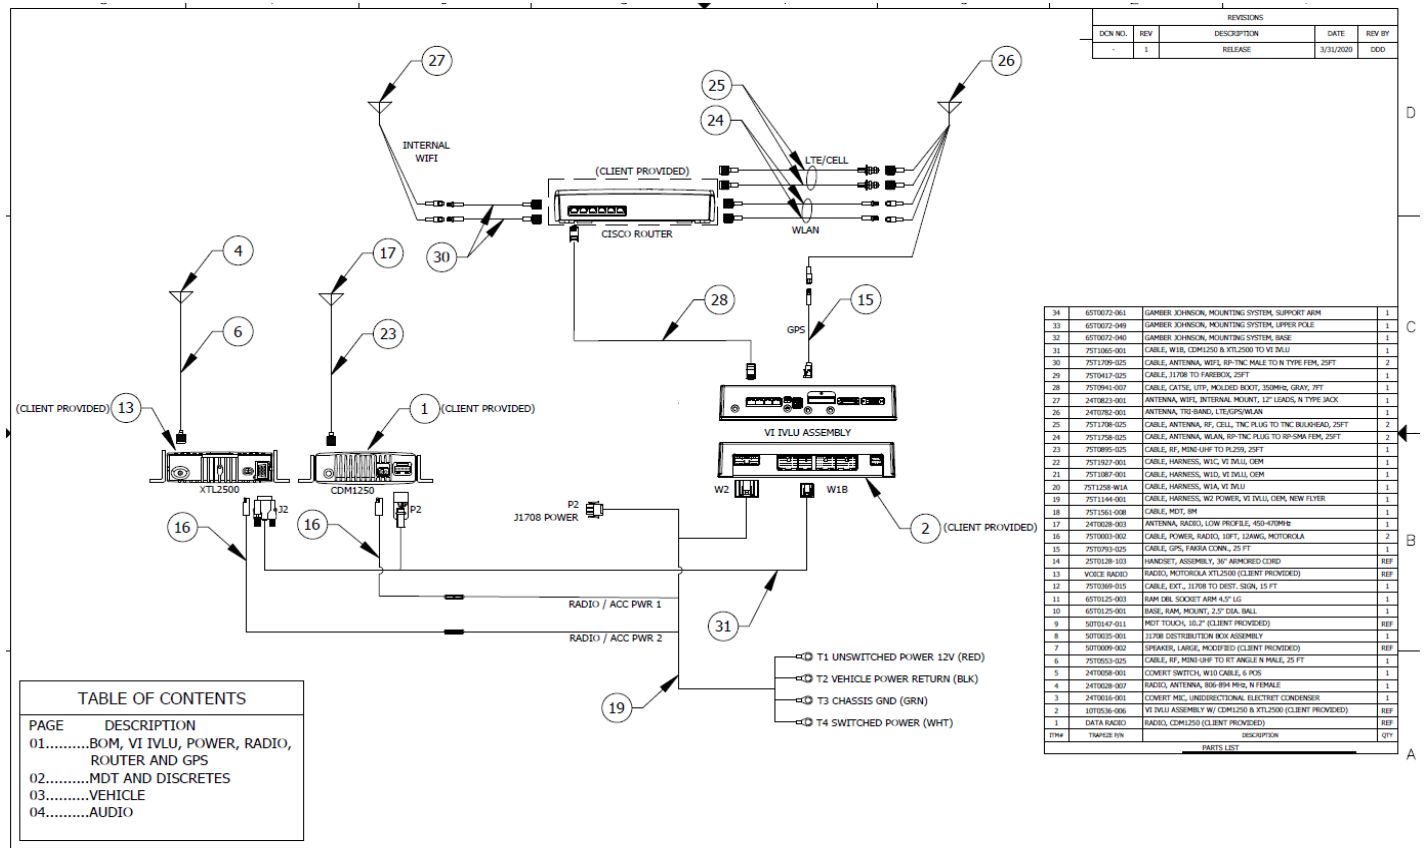 REVISIONS
DCN NO. REV DESCRIPTION DATE REV BY
- 1 RELEASE 3/31/2020 DDD
D
C
B
A
27
26
25
24
INTERNAL
WIFI
(CLIENT PROVIDED)
LTE/CELL
CISCO ROUTER
WLAN
30
4
17
28
15
6
23
GPS
(CLIENT PROVIDED) 13
1 (CLIENT PROVIDED)
VI IVLU ASSEMBLY
XTL2500
CDM1250
W2
W1B
J2
P2
P2
J1708 POWER
16
16
2 (CLIENT PROVIDED)
RADIO / ACC PWR 1
31
RADIO / ACC PWR 2
19
T1 UNSWITCHED POWER 12V (RED)
T2 VEHICLE POWER RETURN (BLK)
T3 CHASSIS GND (GRN)
T4 SWITCHED POWER (WHT)
TABLE OF CONTENTS
PAGE DESCRIPTION
01..........BOM, VI IVLU, POWER, RADIO,
ROUTER AND GPS
02..........MDT AND DISCRETES
03..........VEHICLE
04..........AUDIO
34 65T0072-061 GAMBER JOHNSON, MOUNTING SYSTEM, SUPPORT ARM 1
33 65T0072-049 GAMBER JOHNSON, MOUNTING SYSTEM, UPPER POLE 1
32 65T0072-040 GAMBER JOHNSON, MOUNTING SYSTEM, BASE 1
31 75T1065-001 CABLE, W1B, CDM1250 & XTL2500 TO VI IVLU 1
30 75T1709-025 CABLE, ANTENNA, WIFI, RP-TNC MALE TO N TYPE FEM, 25FT 2
29 75T0417-025 CABLE, J1708 TO FAREBOX, 25FT 1
28 75T0941-007 CABLE, CAT5E, UTP, MOLDED BOOT, 350MHz, GRAY, 7FT 1
27 24T0823-001 ANTENNA, WIFI, INTERNAL MOUNT, 12" LEADS, N TYPE JACK 1
26 24T0782-001 ANTENNA, TRI-BAND, LTE/GPS/WLAN 1
25 75T1708-025 CABLE, ANTENNA, RF, CELL, TNC PLUG TO TNC BULKHEAD, 25FT 2
24 75T1758-025 CABLE, ANTENNA, WLAN, RP-TNC PLUG TO RP-SMA FEM, 25FT 2
23 75T0895-025 CABLE, RF, MINI-UHF TO PL259, 25FT 1
22 75T1927-001 CABLE, HARNESS, W1C, VI IVLU, OEM 1
21 75T1087-001 CABLE, HARNESS, W1D, VI IVLU, OEM 1
20 75T1258-W1A CABLE, HARNESS, W1A, VI IVLU 1
19 75T1144-001 CABLE, HARNESS, W2 POWER, VI IVLU, OEM, NEW FLYER 1
18 75T1561-008 CABLE, MDT, 8M 1
17 24T0028-003 ANTENNA, RADIO, LOW PROFILE, 450-470MHz 1
16 75T0003-002 CABLE, POWER, RADIO, 10FT, 12AWG, MOTOROLA 2
15 75T0793-025 CABLE, GPS, FAKRA CONN., 25 FT 1
14 25T0128-103 HANDSET, ASSEMBLY, 36" ARMORED CORD REF
13 VOICE RADIO RADIO, MOTOROLA XTL2500 (CLIENT PROVIDED) REF
12 75T0369-015 CABLE, EXT., J1708 TO DEST. SIGN, 15 FT 1
11 65T0125-003 RAM DBL SOCKET ARM 4.5" LG 1
10 65T0125-001 BASE, RAM, MOUNT, 2.5" DIA. BALL 1
9 50T0147-011 MDT TOUCH, 10.2" (CLIENT PROVIDED) REF
8 50T0035-001 J1708 DISTRIBUTION BOX ASSEMBLY 1
7 50T0009-002 SPEAKER, LARGE, MODIFIED (CLIENT PROVIDED) REF
6 75T0553-025 CABLE, RF, MINI-UHF TO RT ANGLE N MALE, 25 FT 1
5 24T0058-001 COVERT SWITCH, W10 CABLE, 6 POS 1
4 24T0028-007 RADIO, ANTENNA, 806-894 MHz, N FEMALE 1
3 24T0016-001 COVERT MIC, UNIDIRECTIONAL ELECTRET CONDENSER 1
2 10T0536-006 VI IVLU ASSEMBLY W/ CDM1250 & XTL2500 (CLIENT PROVIDED) REF
1 DATA RADIO RADIO, CDM1250 (CLIENT PROVIDED) REF
ITM# TRAPEZE P/N DESCRIPTION QTY
PARTS LIST